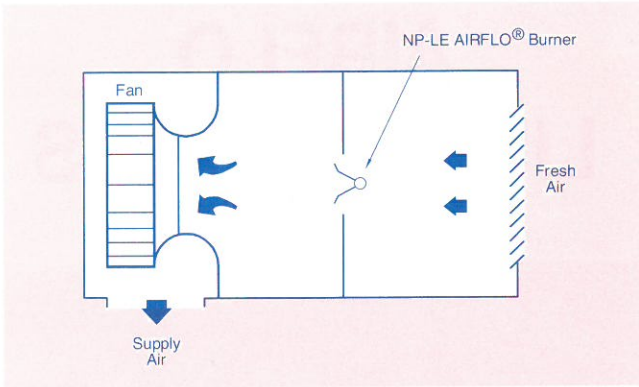 NP-LE AIRFLO® Burner
Fan
Fresh
Air
Supply
Air